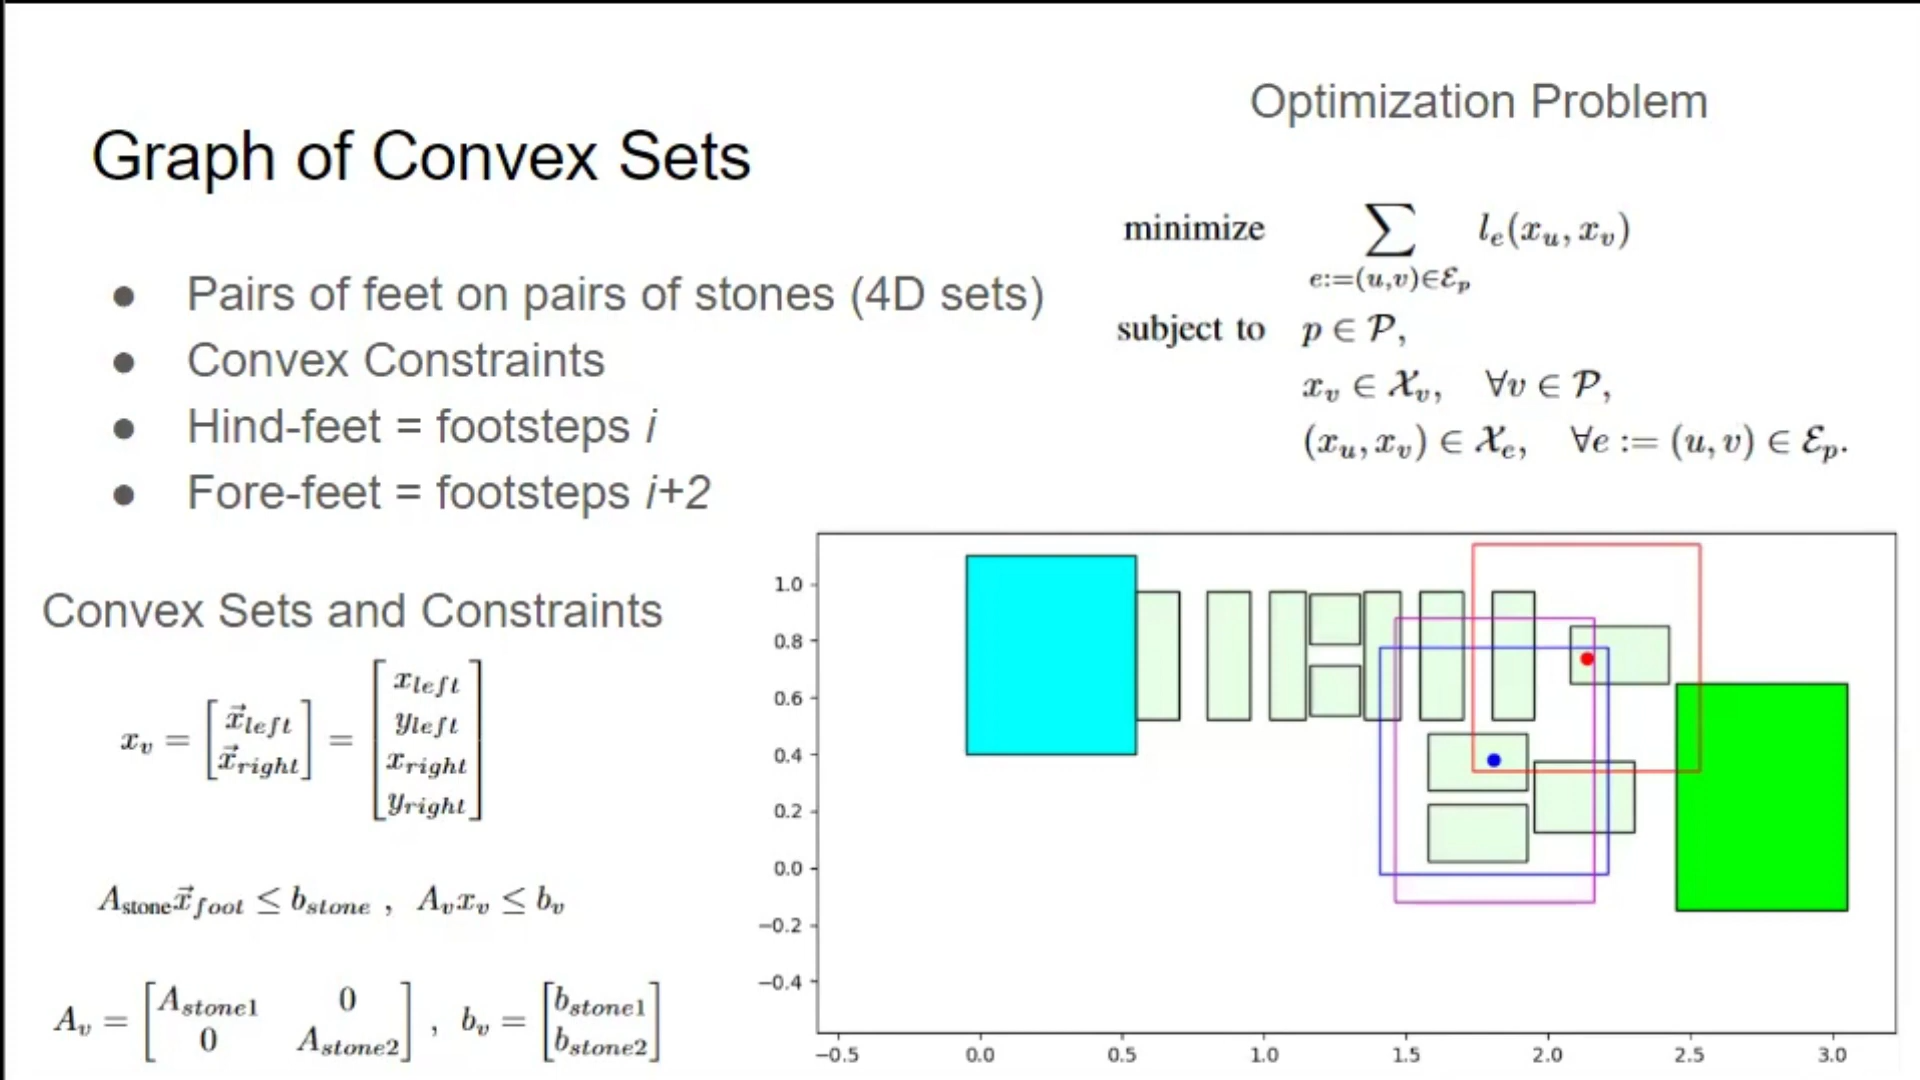 Graph of Convex Sets
● Pairs of feet on pairs of stones (4D sets)
● Convex Constraints
● Hind-feet = footsteps i
● Fore-feet = footsteps i+2
Convex Sets and Constraints
x_v = [x⃗_left; x⃗_right] = [x_left; y_left; x_right; y_right]
A_stone x⃗_foot ≤ b_stone , A_v x_v ≤ b_v
A_v = [A_stone1 0; 0 A_stone2] , b_v = [b_stone1; b_stone2]
Optimization Problem
minimize ∑_{e:=(u,v)∈ℰ_p} l_e(x_u, x_v)
subject to p ∈ 𝒫,
x_v ∈ 𝒳_v, ∀v ∈ 𝒫,
(x_u, x_v) ∈ 𝒳_e, ∀e := (u, v) ∈ ℰ_p.
1.0
0.8
0.6
0.4
0.2
0.0
−0.2
−0.4
−0.5 0.0 0.5 1.0 1.5 2.0 2.5 3.0